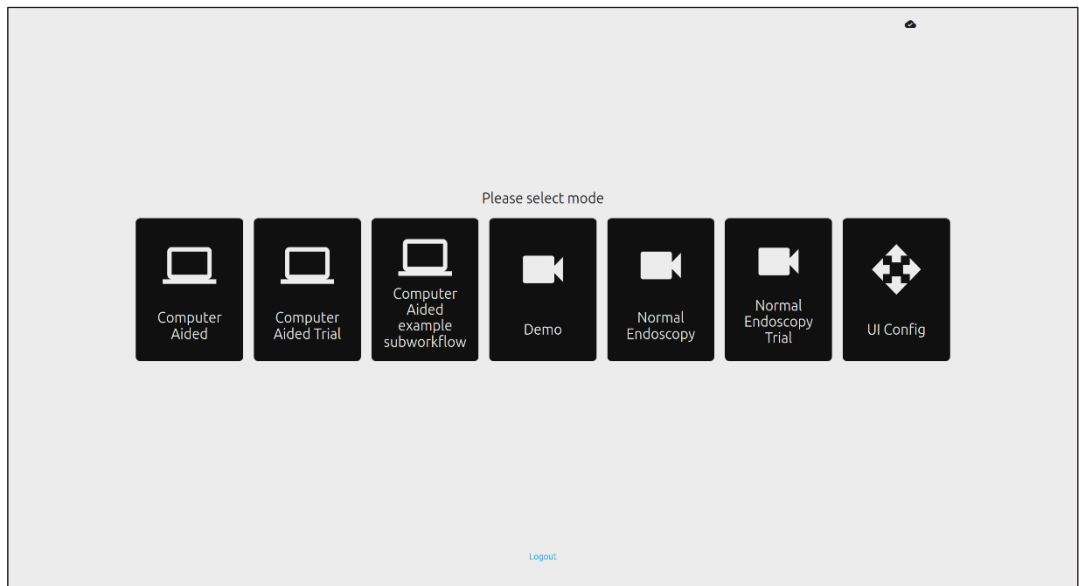 Please select mode
Computer
Aided
Computer
Aided Trial
Computer
Aided
example
subworkflow
Demo
Normal
Endoscopy
Normal
Endoscopy
Trial
UI Config
Logout